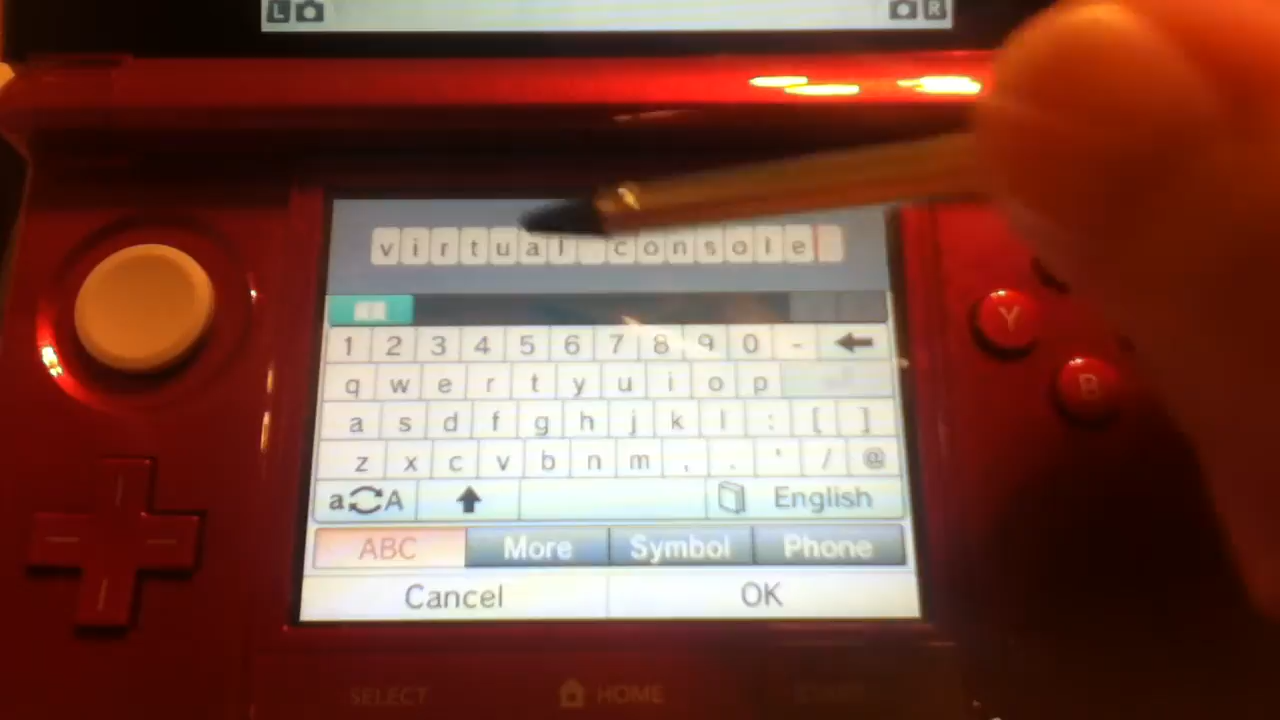 L R
virtual console
1 2 3 4 5 6 7 8 9 0 -
q w e r t y u i o p
a s d f g h j k l : [ ]
z x c v b n m , . ' / @
a A English
ABC More Symbol Phone
Cancel OK
Y
B
SELECT HOME